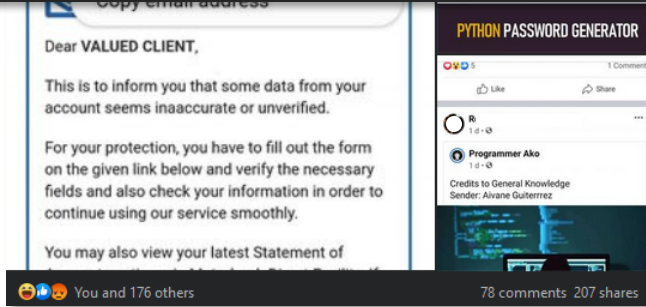 Copy email address
Dear VALUED CLIENT,
This is to inform you that some data from your
account seems inaaccurate or unverified.
For your protection, you have to fill out the form
on the given link below and verify the necessary
fields and also check your information in order to
continue using our service smoothly.
You may also view your latest Statement of
You and 176 others
78 comments 207 shares
PYTHON PASSWORD GENERATOR
5
1 Comment
Like
Share
R
1 d
Programmer Ako
1 d
Credits to General Knowledge
Sender: Aivane Guiterrrez